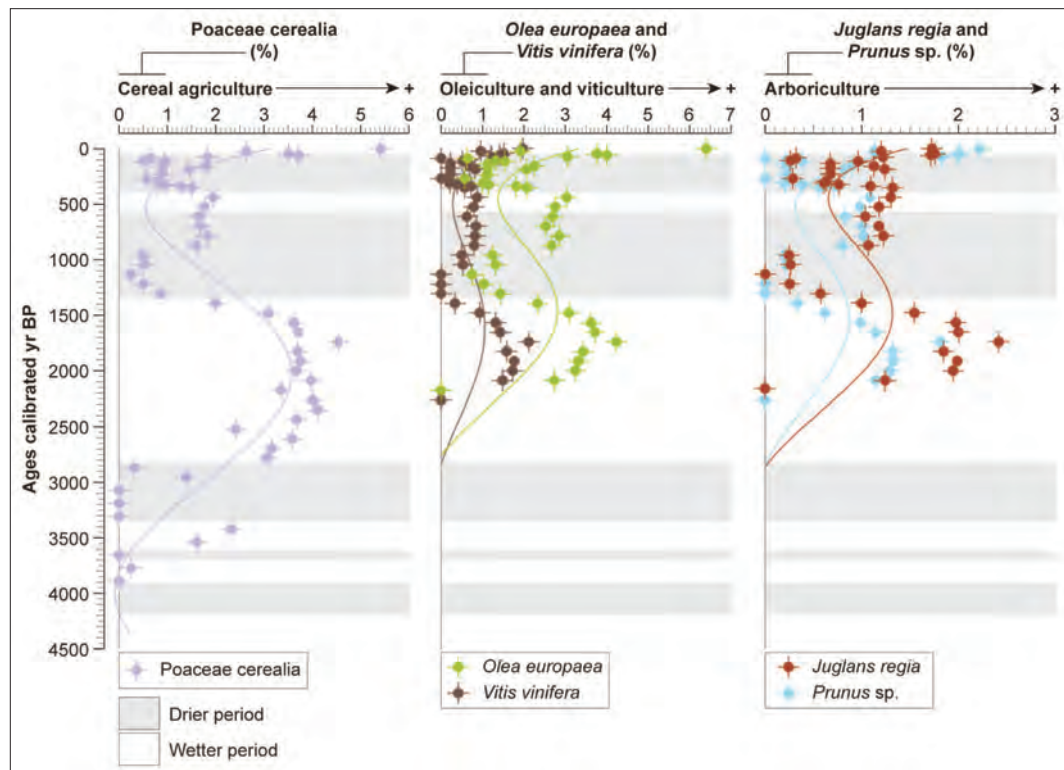 Poaceae cerealia
(%)
Cereal agriculture +
0 1 2 3 4 5 6
Olea europaea and
Vitis vinifera (%)
Oleiculture and viticulture +
0 1 2 3 4 5 6 7
Juglans regia and
Prunus sp. (%)
Arboriculture +
0 1 2 3
Ages calibrated yr BP
0
500
1000
1500
2000
2500
3000
3500
4000
4500
Poaceae cerealia
Drier period
Wetter period
Olea europaea
Vitis vinifera
Juglans regia
Prunus sp.